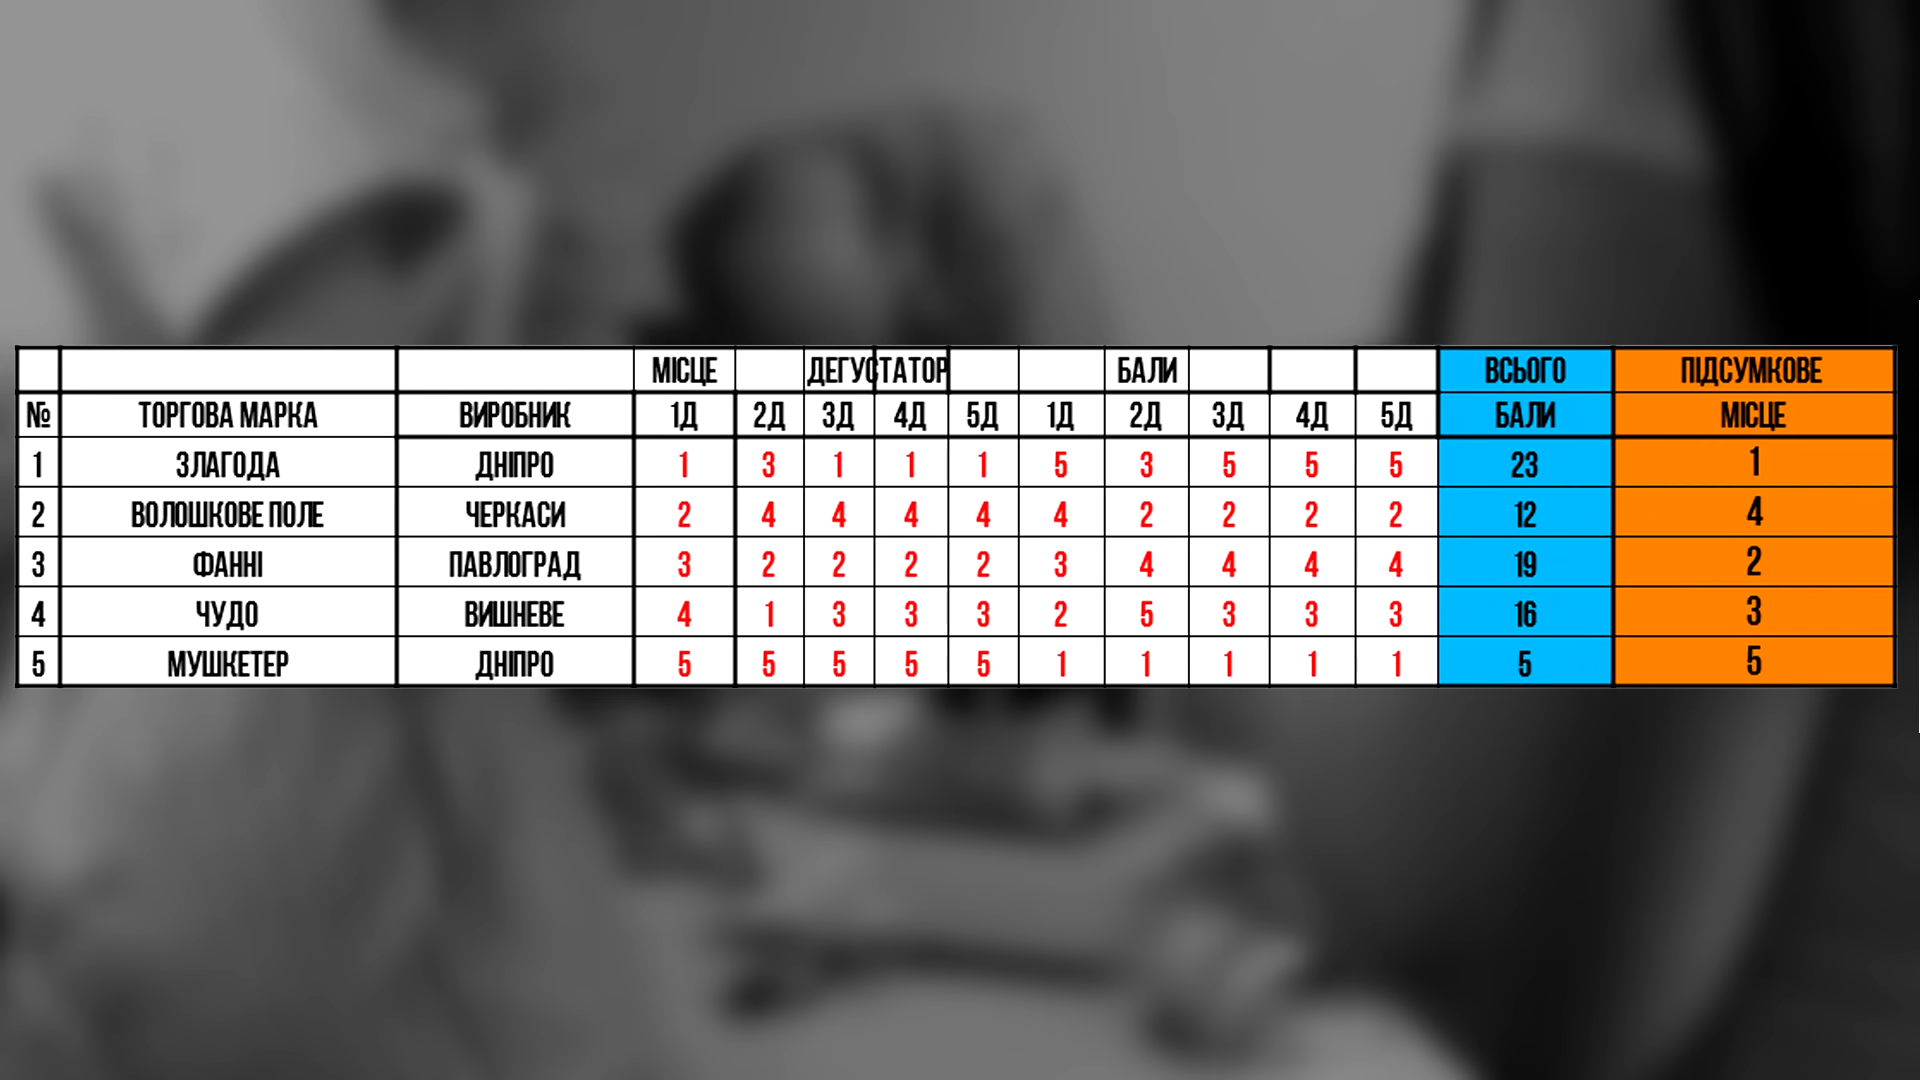 МІСЦЕ ДЕГУСТАТОР БАЛИ ВСЬОГО ПІДСУМКОВЕ
№ ТОРГОВА МАРКА ВИРОБНИК 1Д 2Д 3Д 4Д 5Д 1Д 2Д 3Д 4Д 5Д БАЛИ МІСЦЕ
1 ЗЛАГОДА ДНІПРО 1 3 1 1 1 5 3 5 5 5 23 1
2 ВОЛОШКОВЕ ПОЛЕ ЧЕРКАСИ 2 4 4 4 4 4 2 2 2 2 12 4
3 ФАННІ ПАВЛОГРАД 3 2 2 2 2 3 4 4 4 4 19 2
4 ЧУДО ВИШНЕВЕ 4 1 3 3 3 2 5 3 3 3 16 3
5 МУШКЕТЕР ДНІПРО 5 5 5 5 5 1 1 1 1 1 5 5